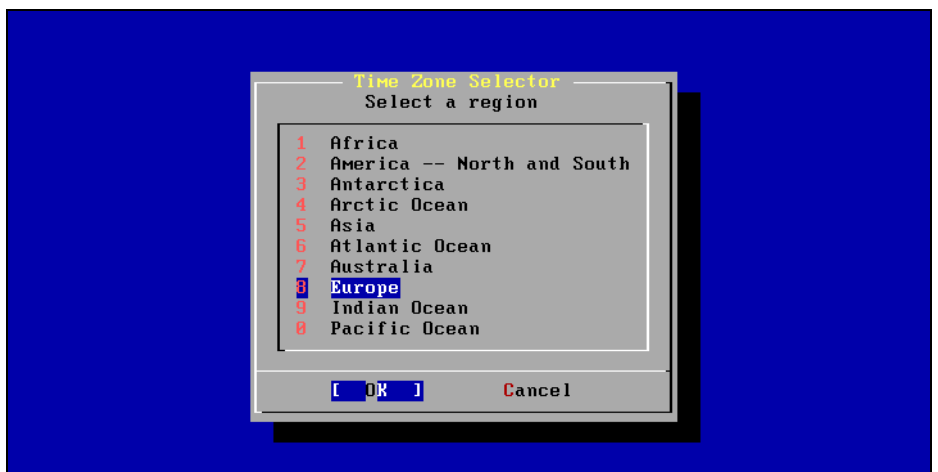 Time Zone Selector
Select a region
1 Africa
2 America -- North and South
3 Antarctica
4 Arctic Ocean
5 Asia
6 Atlantic Ocean
7 Australia
8 Europe
9 Indian Ocean
0 Pacific Ocean
[ OK ] Cancel